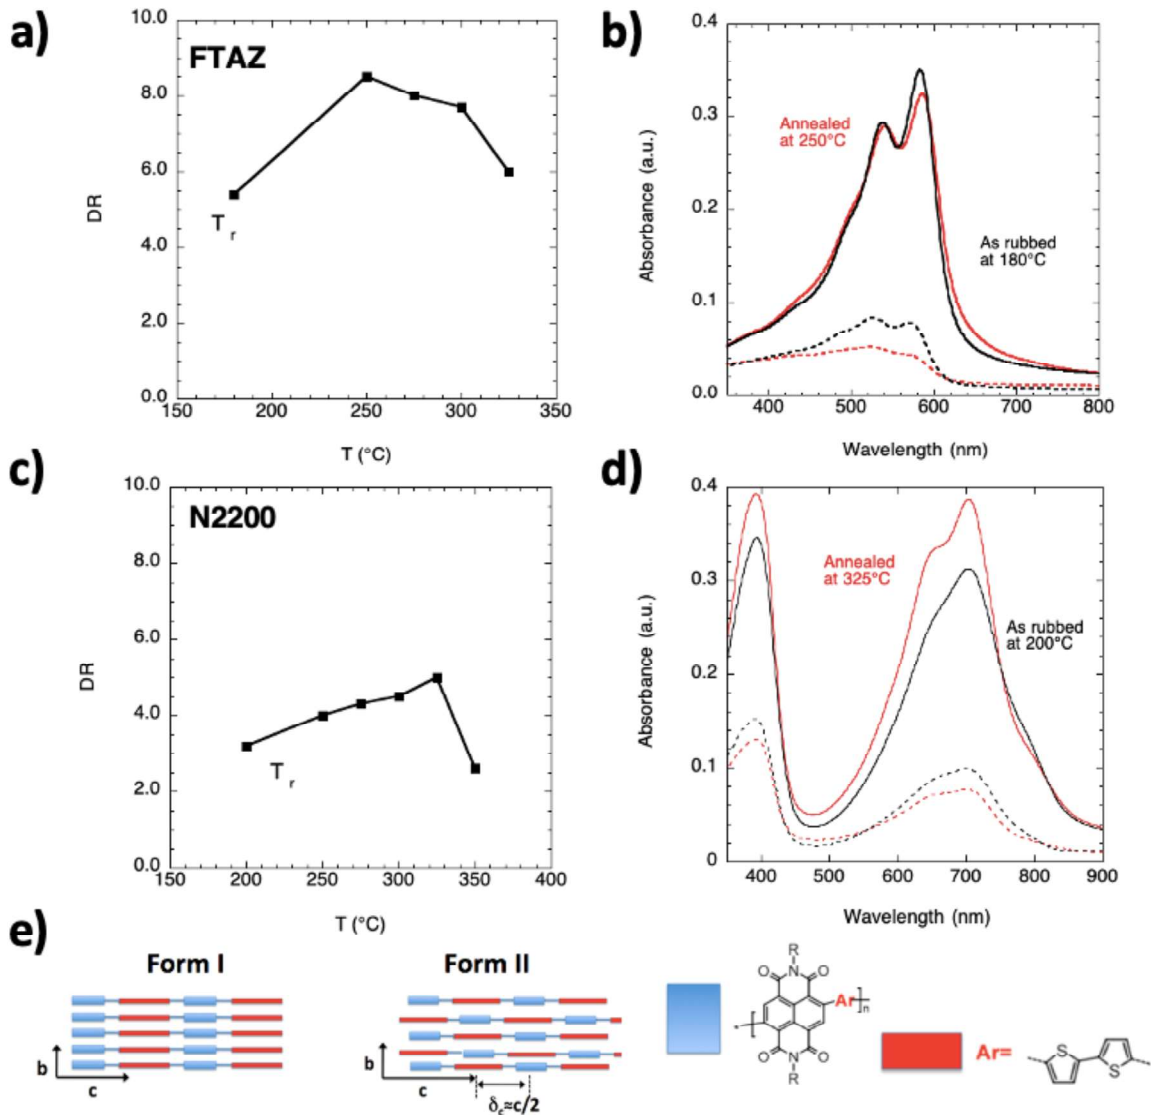 a)
FTAZ
10.0
8.0
6.0
4.0
2.0
0.0
DR
T r
150 200 250 300 350
T (°C)
b)
0.4
0.3
0.2
0.1
0.0
Absorbance (a.u.)
Annealed
at 250°C
As rubbed
at 180°C
400 500 600 700 800
Wavelength (nm)
c)
N2200
10.0
8.0
6.0
4.0
2.0
0.0
DR
T r
150 200 250 300 350 400
T (°C)
d)
0.4
0.3
0.2
0.1
0
Absorbance (a.u.)
Annealed
at 325°C
As rubbed
at 200°C
400 500 600 700 800 900
Wavelength (nm)
e)
Form I
b
c
Form II
b
c
δc≈c/2
R
O N O
Ar
n
O N O
R
Ar=
S
S